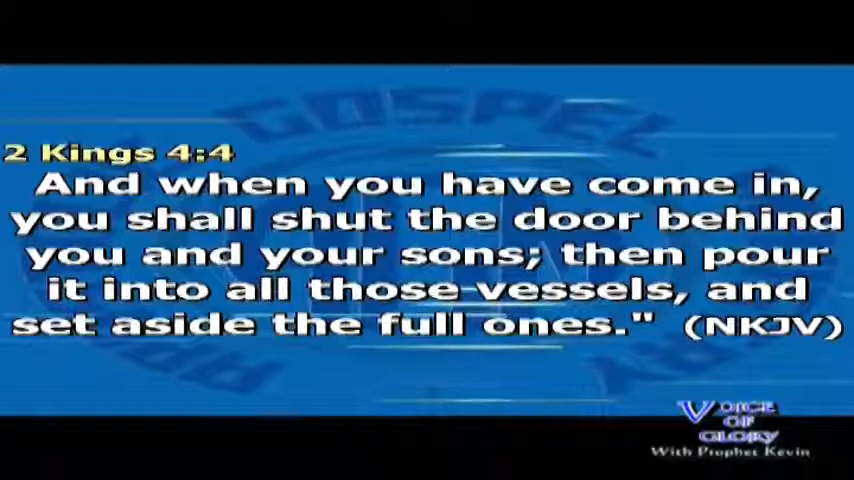 GOSPEL
2 Kings 4:4
And when you have come in,
you shall shut the door behind
you and your sons; then pour
it into all those vessels, and
set aside the full ones." (NKJV)
VOICE
OF
GLORY
With Prophet Kevin